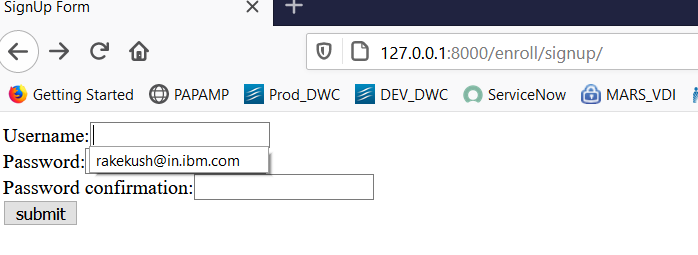 SignUp Form
127.0.0.1:8000/enroll/signup/
Getting Started PAPAMP Prod_DWC DEV_DWC ServiceNow MARS_VDI
Username:
rakekush@in.ibm.com
Password:
Password confirmation:
submit